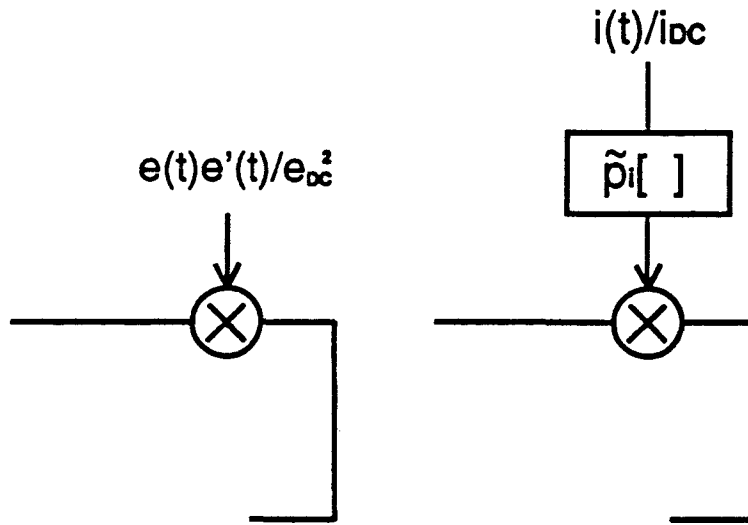 i(t)/iDC
e(t)e'(t)/eDC²
p̃i[ ]